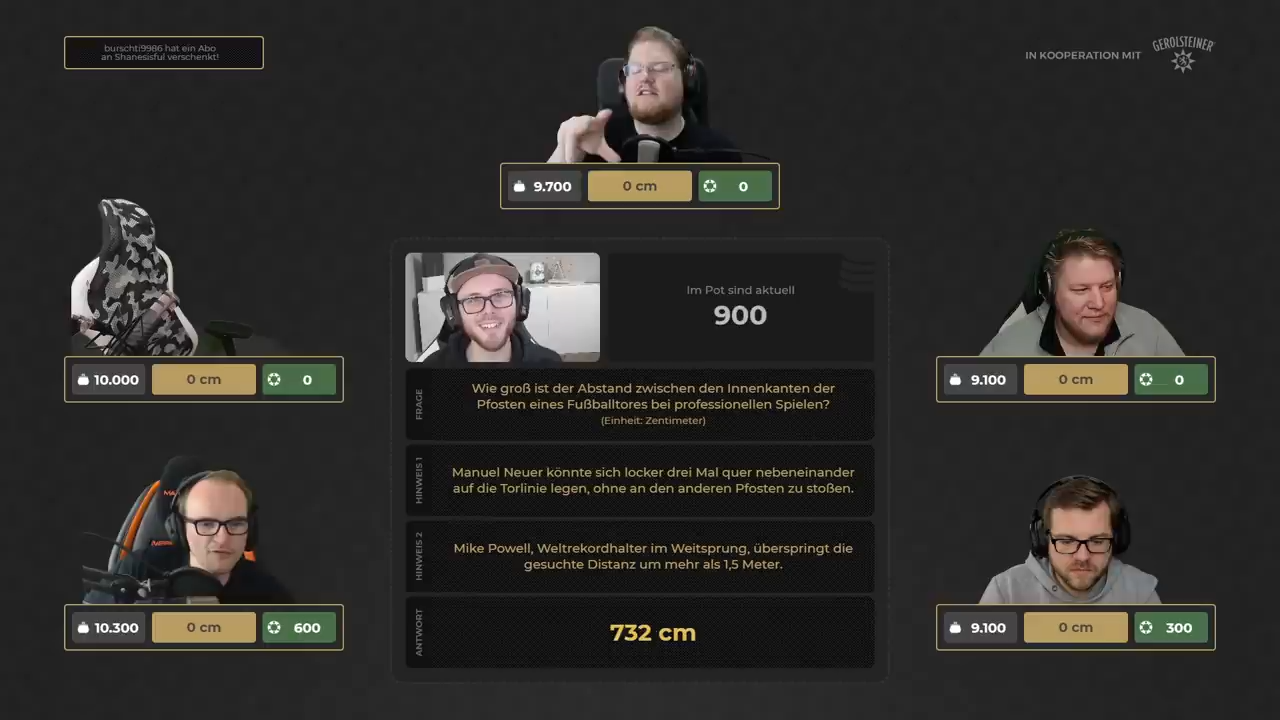 burschti9986 hat ein Abo
an Shanesisful verschenkt!
IN KOOPERATION MIT
GEROLSTEINER
9.700
0 cm
0
Im Pot sind aktuell
900
10.000
0 cm
0
9.100
0 cm
0
FRAGE
Wie groß ist der Abstand zwischen den Innenkanten der
Pfosten eines Fußballtores bei professionellen Spielen?
(Einheit: Zentimeter)
HINWEIS 1
Manuel Neuer könnte sich locker drei Mal quer nebeneinander
auf die Torlinie legen, ohne an den anderen Pfosten zu stoßen.
HINWEIS 2
Mike Powell, Weltrekordhalter im Weitsprung, überspringt die
gesuchte Distanz um mehr als 1,5 Meter.
ANTWORT
732 cm
10.300
0 cm
600
9.100
0 cm
300